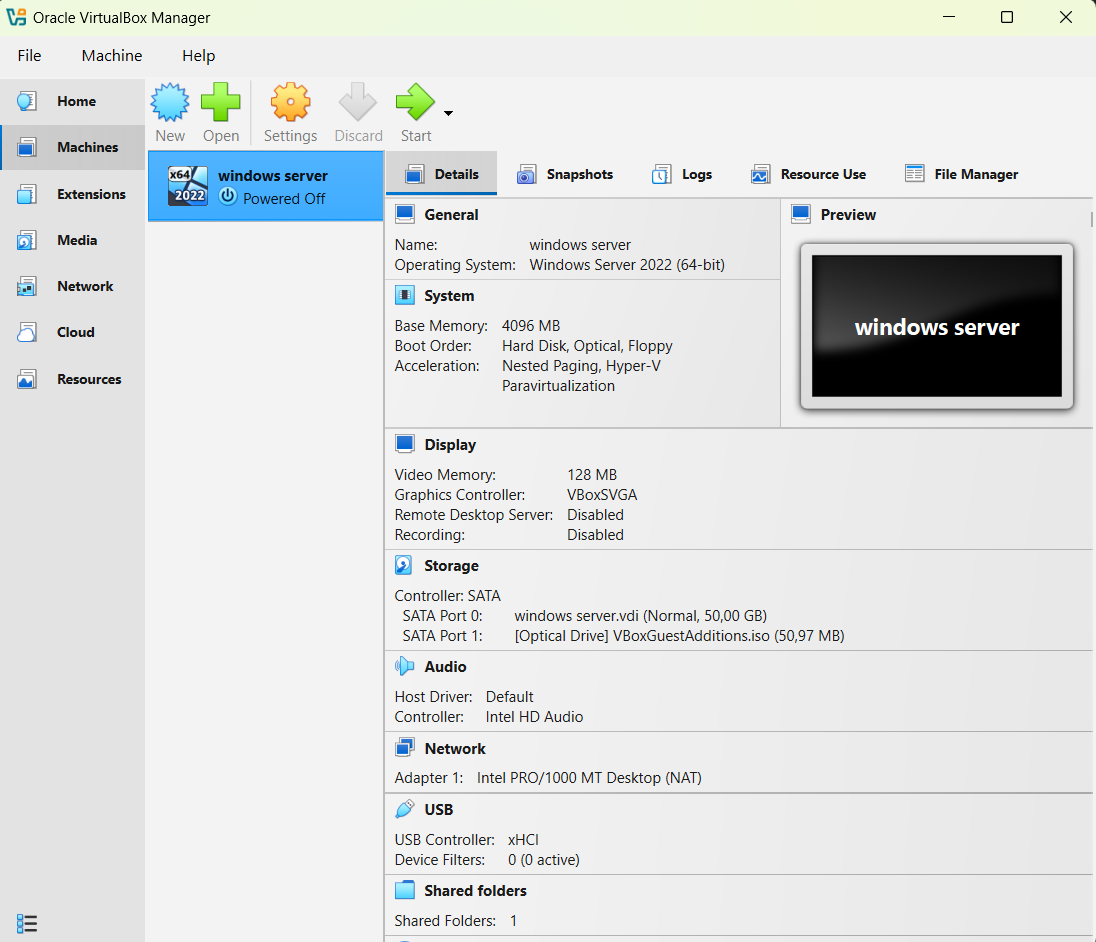 Oracle VirtualBox Manager
File Machine Help
Home
Machines
Extensions
Media
Network
Cloud
Resources
New Open Settings Discard Start
x64
2022
windows server
Powered Off
Details Snapshots Logs Resource Use File Manager
General
Name: windows server
Operating System: Windows Server 2022 (64-bit)
Preview
windows server
System
Base Memory: 4096 MB
Boot Order: Hard Disk, Optical, Floppy
Acceleration: Nested Paging, Hyper-V
Paravirtualization
Display
Video Memory: 128 MB
Graphics Controller: VBoxSVGA
Remote Desktop Server: Disabled
Recording: Disabled
Storage
Controller: SATA
SATA Port 0: windows server.vdi (Normal, 50,00 GB)
SATA Port 1: [Optical Drive] VBoxGuestAdditions.iso (50,97 MB)
Audio
Host Driver: Default
Controller: Intel HD Audio
Network
Adapter 1: Intel PRO/1000 MT Desktop (NAT)
USB
USB Controller: xHCI
Device Filters: 0 (0 active)
Shared folders
Shared Folders: 1